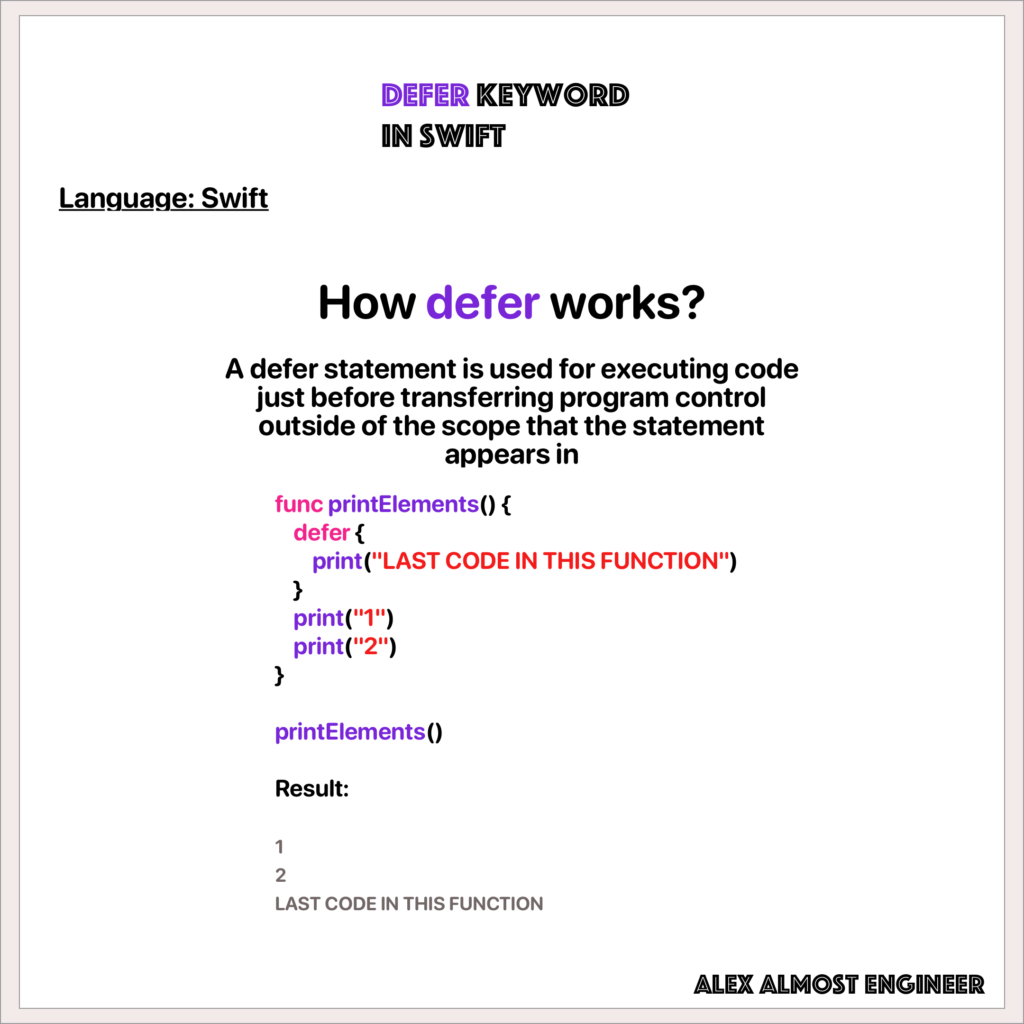 DEFER KEYWORD
IN SWIFT
Language: Swift
How defer works?
A defer statement is used for executing code
just before transferring program control
outside of the scope that the statement
appears in
func printElements() {
defer {
print("LAST CODE IN THIS FUNCTION")
}
print("1")
print("2")
}
printElements()
Result:
1
2
LAST CODE IN THIS FUNCTION
ALEX ALMOST ENGINEER